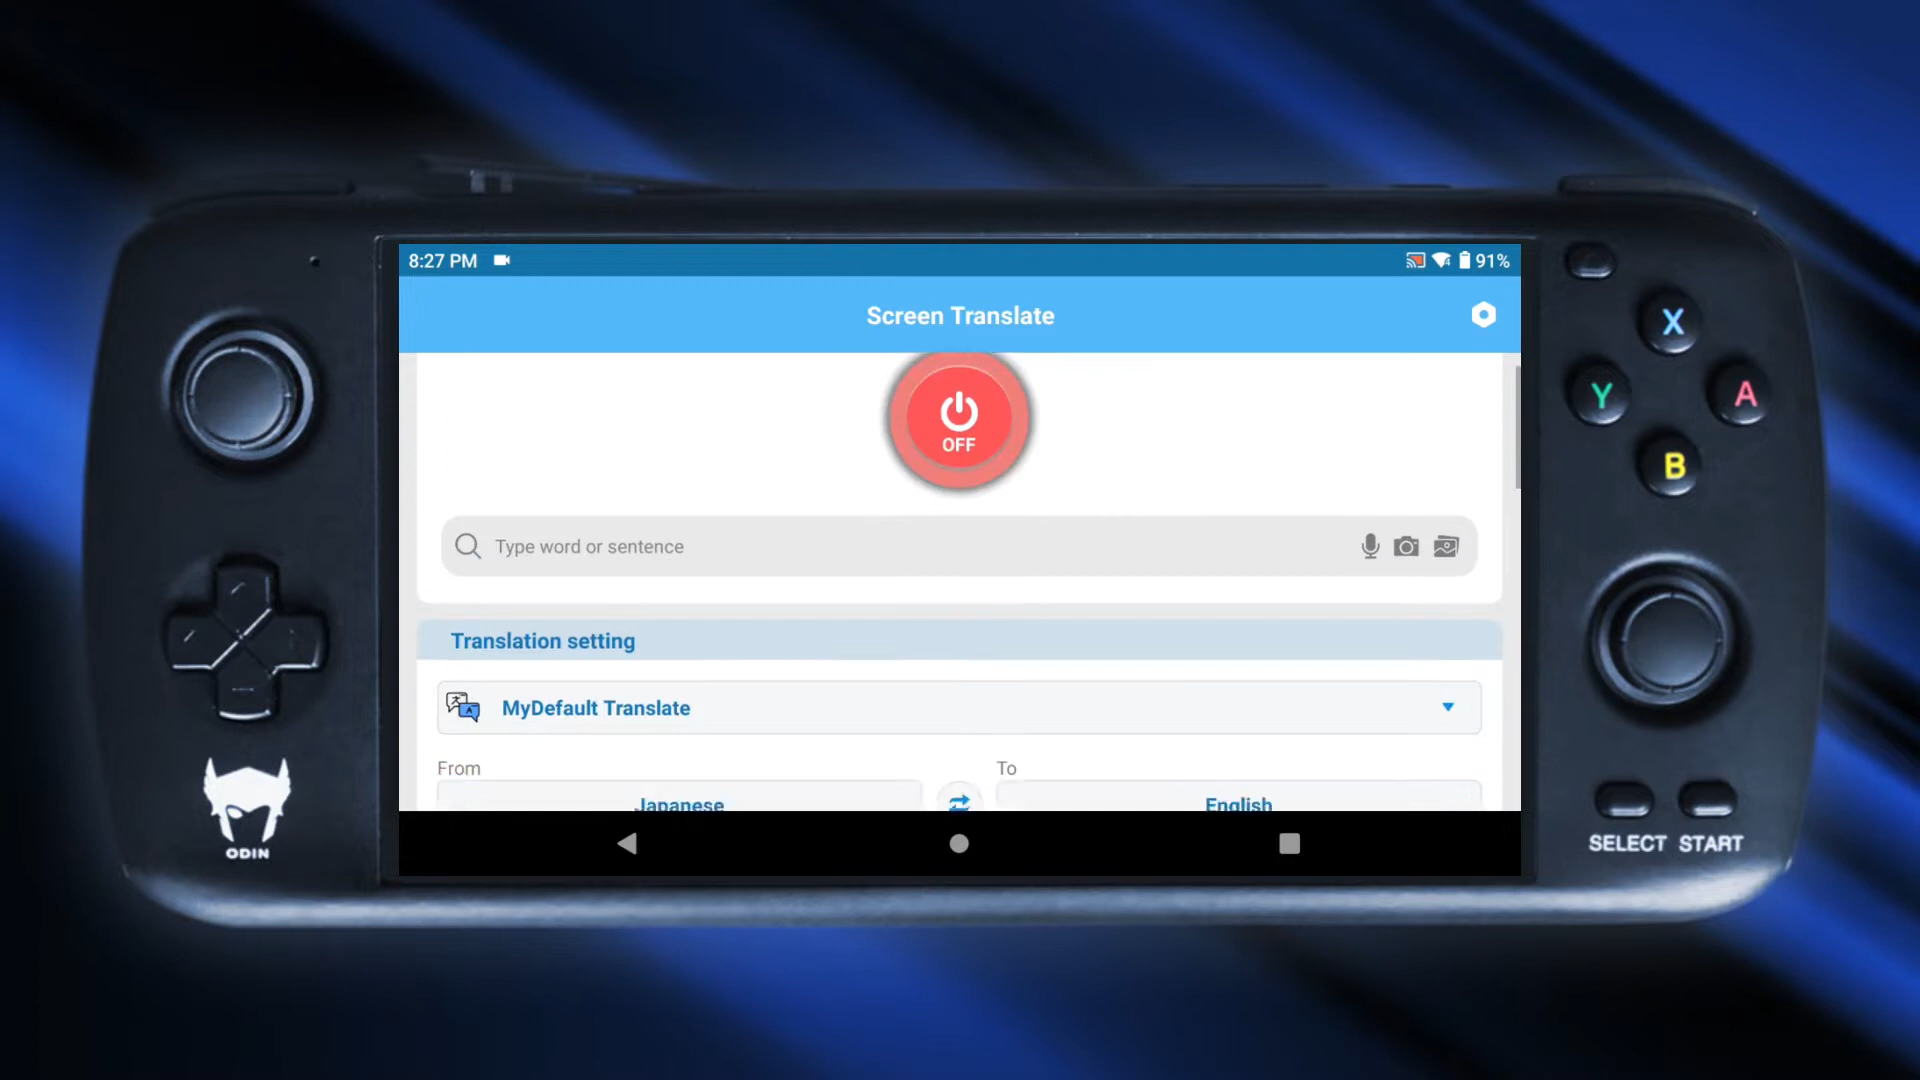 8:27 PM
91%
Screen Translate
OFF
Type word or sentence
Translation setting
MyDefault Translate
From
To
Japanese
English
X
Y
A
B
ODIN
SELECT START